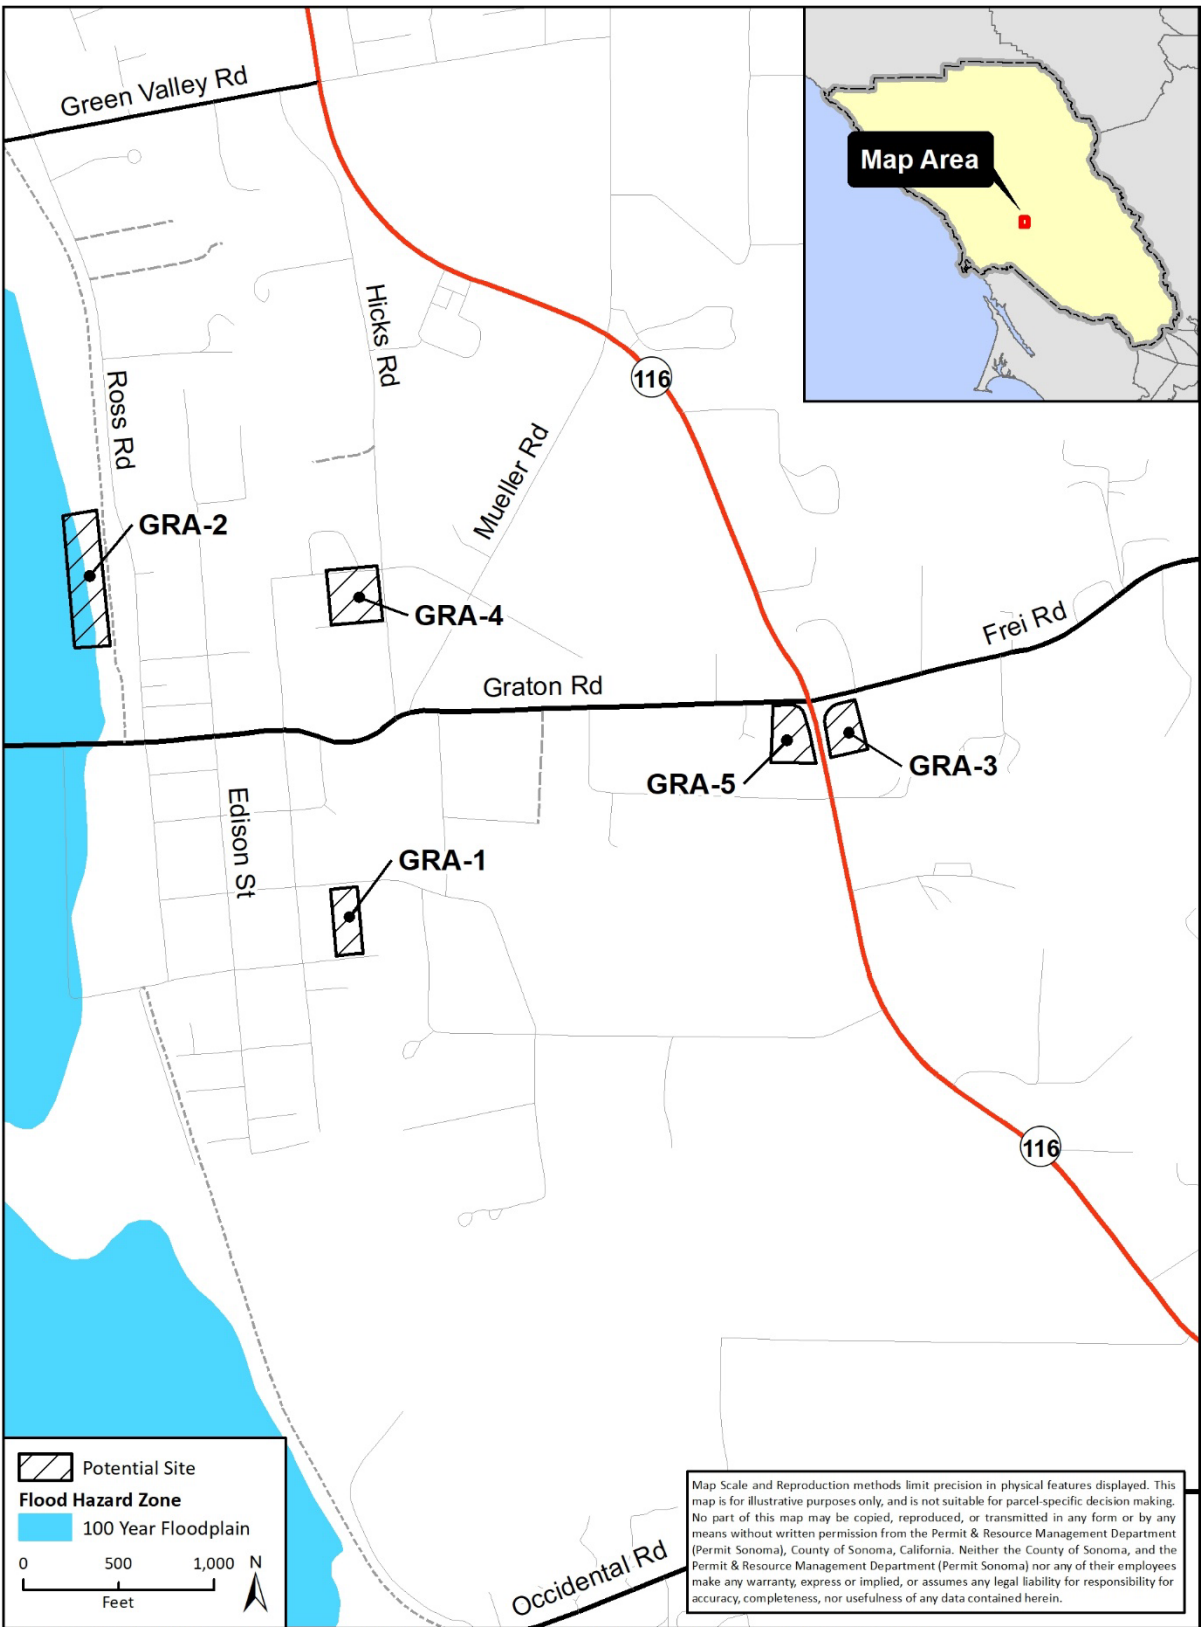 Green Valley Rd
Map Area
Hicks Rd
Ross Rd
116
Mueller Rd
GRA-2
GRA-4
Frei Rd
Graton Rd
GRA-5
GRA-3
Edison St
GRA-1
116
Potential Site
Flood Hazard Zone
100 Year Floodplain
0 500 1,000
Feet
N
Occidental Rd
Map Scale and Reproduction methods limit precision in physical features displayed. This
map is for illustrative purposes only, and is not suitable for parcel-specific decision making.
No part of this map may be copied, reproduced, or transmitted in any form or by any
means without written permission from the Permit & Resource Management Department
(Permit Sonoma), County of Sonoma, California. Neither the County of Sonoma, and the
Permit & Resource Management Department (Permit Sonoma) nor any of their employees
make any warranty, express or implied, or assumes any legal liability for responsibility for
accuracy, completeness, nor usefulness of any data contained herein.